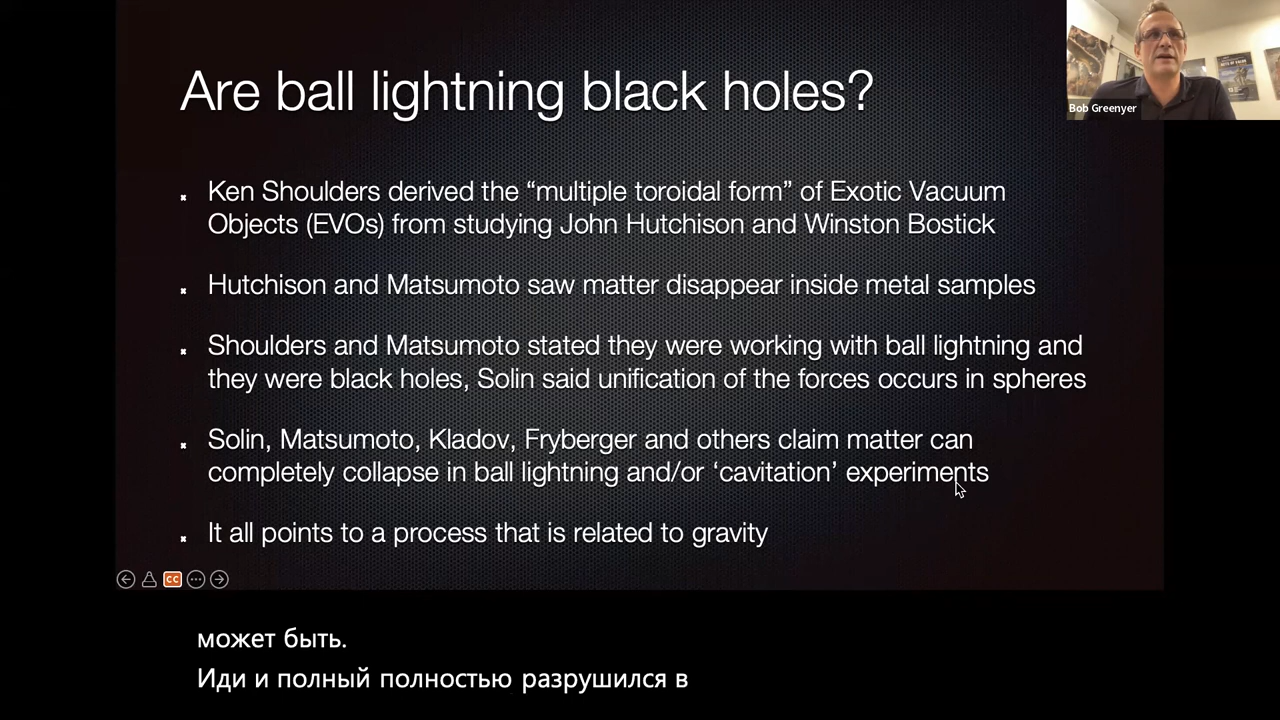 Are ball lightning black holes?
Bob Greenyer
Ken Shoulders derived the “multiple toroidal form” of Exotic Vacuum
Objects (EVOs) from studying John Hutchison and Winston Bostick
Hutchison and Matsumoto saw matter disappear inside metal samples
Shoulders and Matsumoto stated they were working with ball lightning and
they were black holes, Solin said unification of the forces occurs in spheres
Solin, Matsumoto, Kladov, Fryberger and others claim matter can
completely collapse in ball lightning and/or ‘cavitation’ experiments
It all points to a process that is related to gravity
CC
может быть.
Иди и полный полностью разрушился в